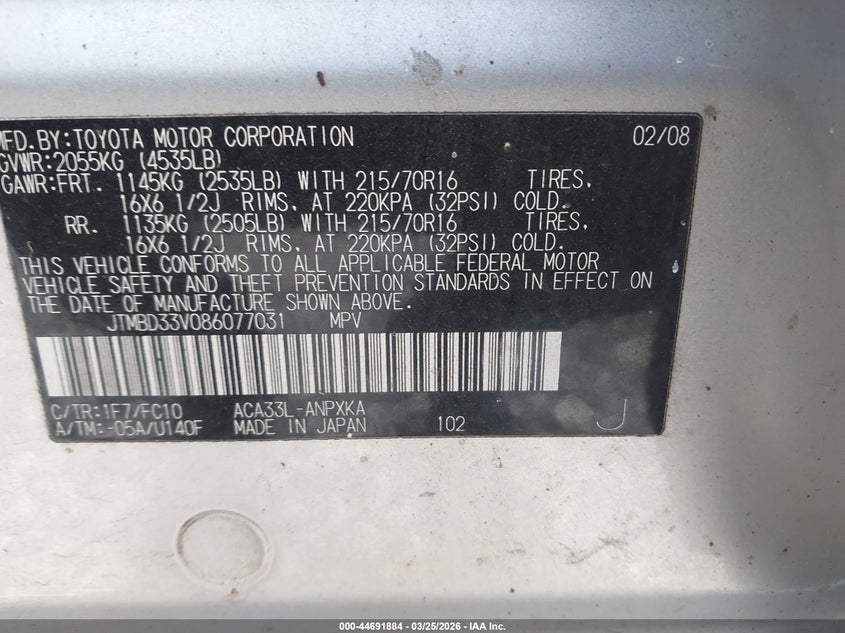 MFD.BY:TOYOTA MOTOR CORPORATION 02/08
GVWR:2055KG (4535LB)
GAWR:FRT. 1145KG (2535LB) WITH 215/70R16 TIRES,
16X6 1/2J RIMS, AT 220KPA (32PSI) COLD.
RR. 1135KG (2505LB) WITH 215/70R16 TIRES,
16X6 1/2J RIMS, AT 220KPA (32PSI) COLD.
THIS VEHICLE CONFORMS TO ALL APPLICABLE FEDERAL MOTOR
VEHICLE SAFETY AND THEFT PREVENTION STANDARDS IN EFFECT ON
THE DATE OF MANUFACTURE SHOWN ABOVE.
JTMBD33V086077031 MPV
C/TR:1F7/FC10 ACA33L-ANPXKA
A/TM:-05A/U140F MADE IN JAPAN 102 J
000-44691884 | 03/25/2026 - IAA Inc.